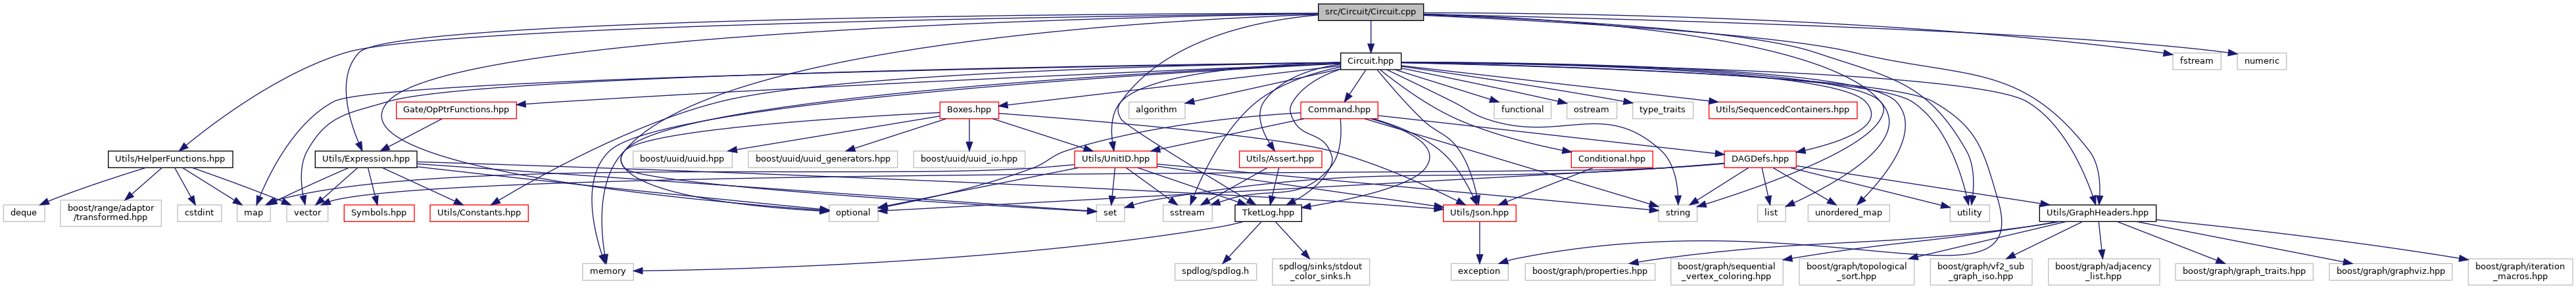 src/Circuit/Circuit.cpp
Circuit.hpp
fstream
numeric
Gate/OpPtrFunctions.hpp
Boxes.hpp
algorithm
Command.hpp
functional
ostream
type_traits
Utils/SequencedContainers.hpp
Utils/HelperFunctions.hpp
Utils/Expression.hpp
boost/uuid/uuid.hpp
boost/uuid/uuid_generators.hpp
boost/uuid/uuid_io.hpp
Utils/UnitID.hpp
Utils/Assert.hpp
Conditional.hpp
DAGDefs.hpp
deque
boost/range/adaptor
/transformed.hpp
cstdint
map
vector
Symbols.hpp
Utils/Constants.hpp
optional
set
sstream
TketLog.hpp
Utils/Json.hpp
string
list
unordered_map
utility
Utils/GraphHeaders.hpp
memory
spdlog/spdlog.h
spdlog/sinks/stdout
_color_sinks.h
exception
boost/graph/properties.hpp
boost/graph/sequential
_vertex_coloring.hpp
boost/graph/topological
_sort.hpp
boost/graph/vf2_sub
_graph_iso.hpp
boost/graph/adjacency
_list.hpp
boost/graph/graph_traits.hpp
boost/graph/graphviz.hpp
boost/graph/iteration
_macros.hpp